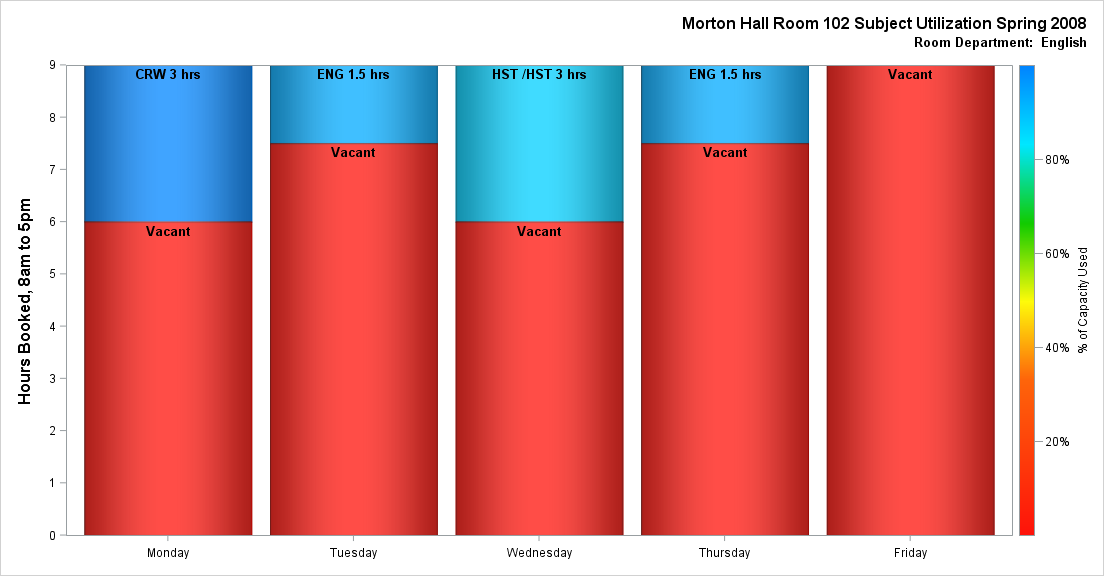 Morton Hall Room 102 Subject Utilization Spring 2008
Room Department:  English
Hours Booked, 8am to 5pm
9
8
7
6
5
4
3
2
1
0
CRW 3 hrs
Vacant
ENG 1.5 hrs
Vacant
HST /HST 3 hrs
Vacant
ENG 1.5 hrs
Vacant
Vacant
Monday
Tuesday
Wednesday
Thursday
Friday
80%
60%
40%
20%
% of Capacity Used